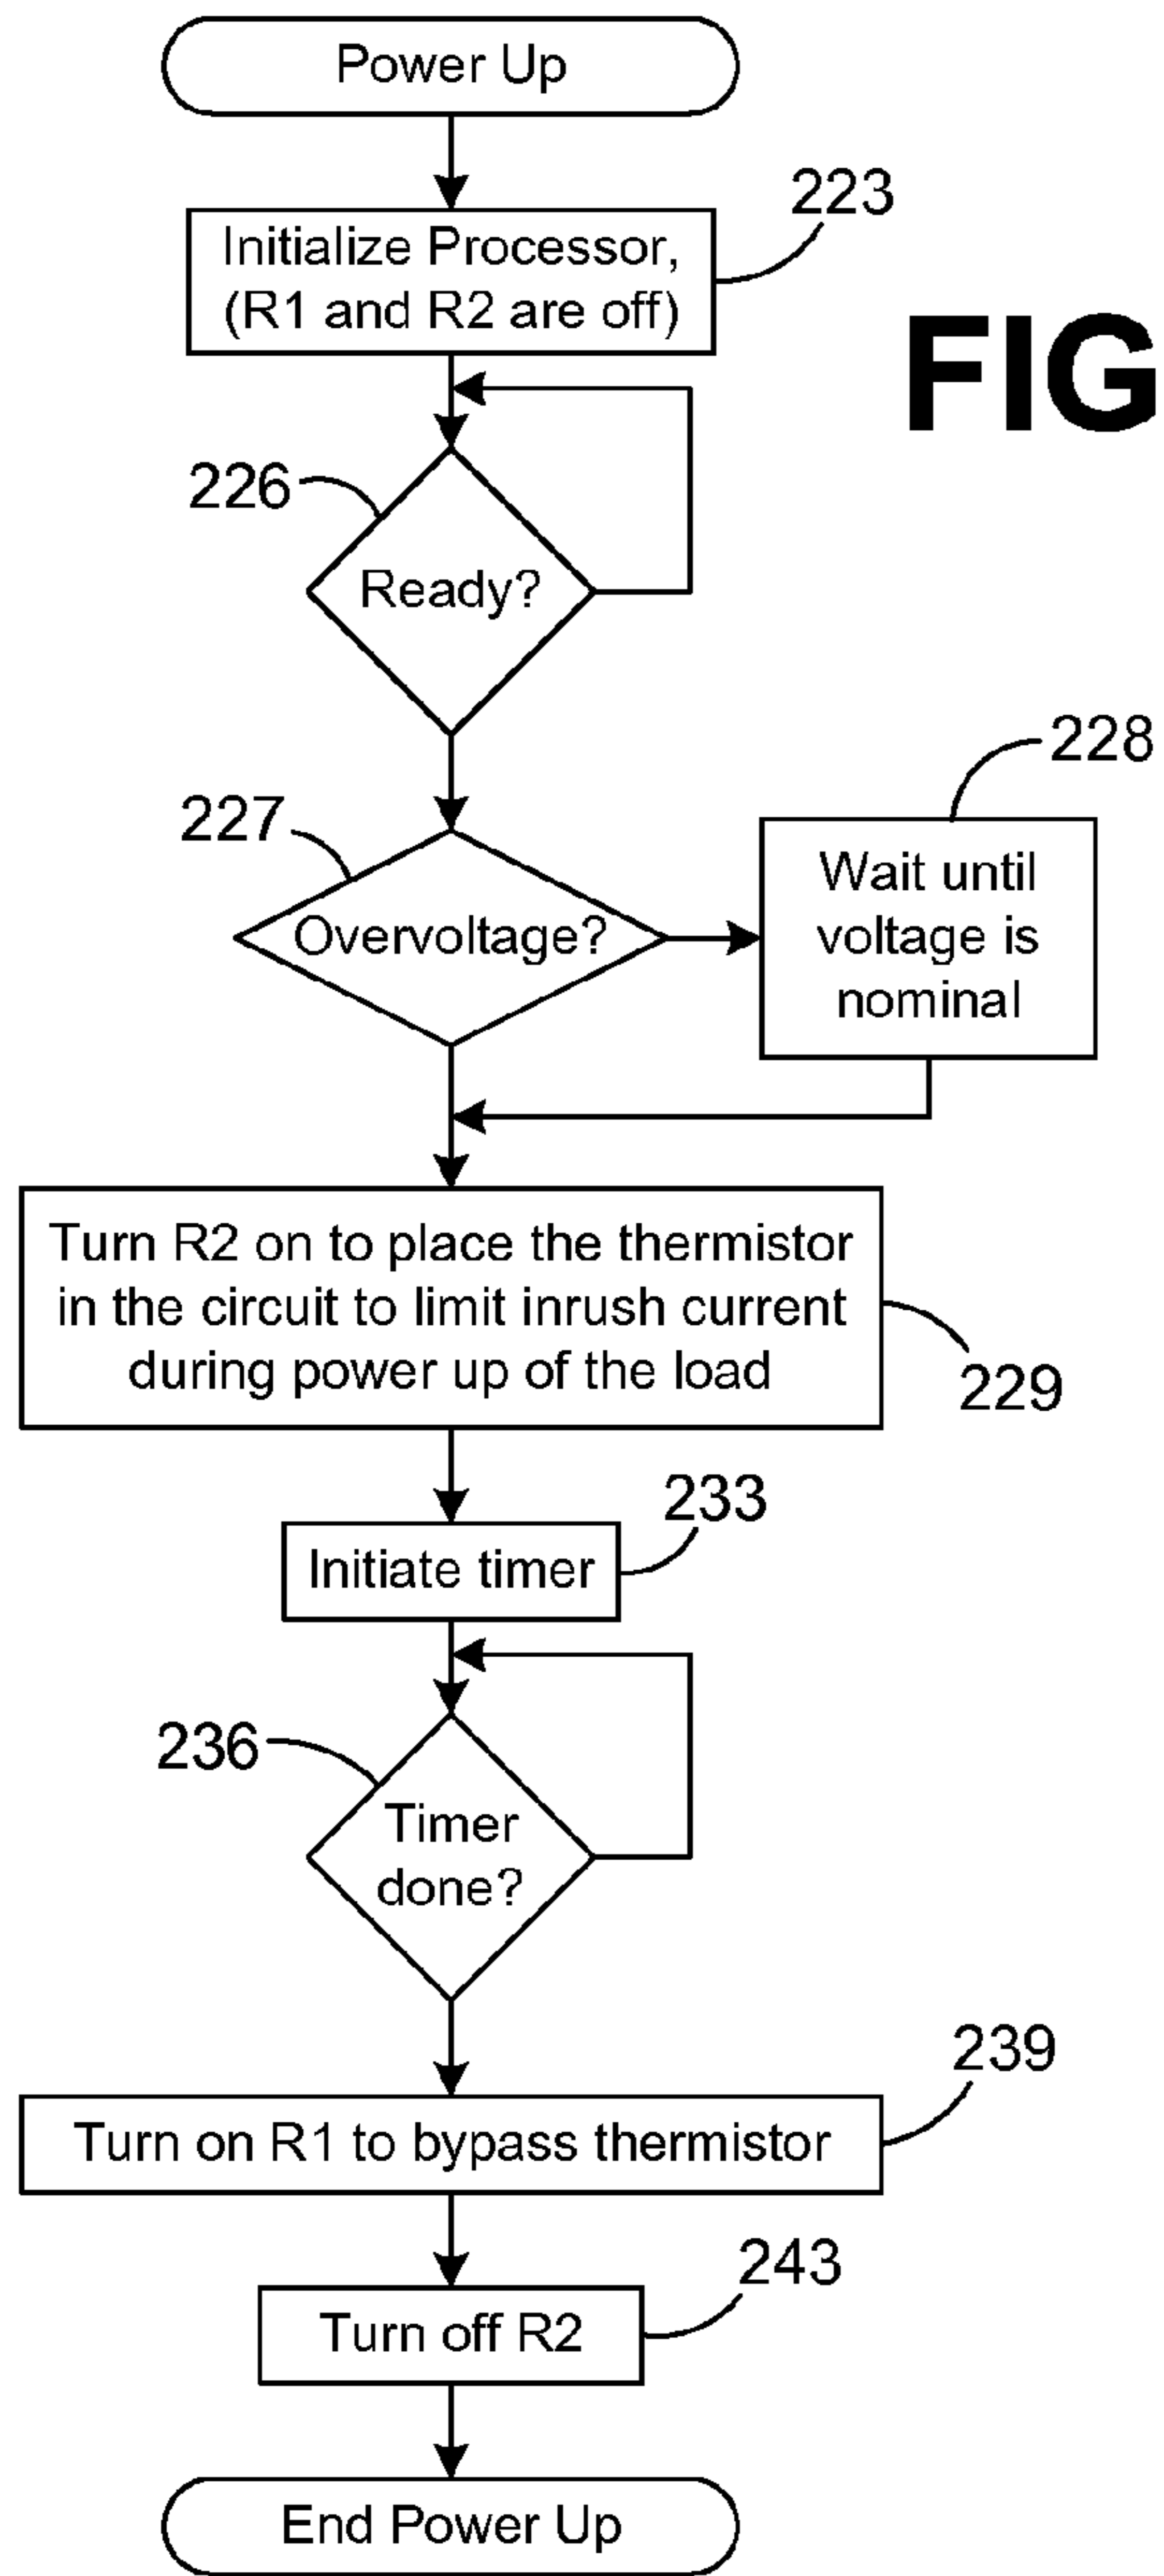 Power Up
223
Initialize Processor,
(R1 and R2 are off)
FIG
226
Ready?
228
227
Overvoltage?
Wait until
voltage is
nominal
Turn R2 on to place the thermistor
in the circuit to limit inrush current
during power up of the load
229
233
Initiate timer
236
Timer
done?
239
Turn on R1 to bypass thermistor
243
Turn off R2
End Power Up